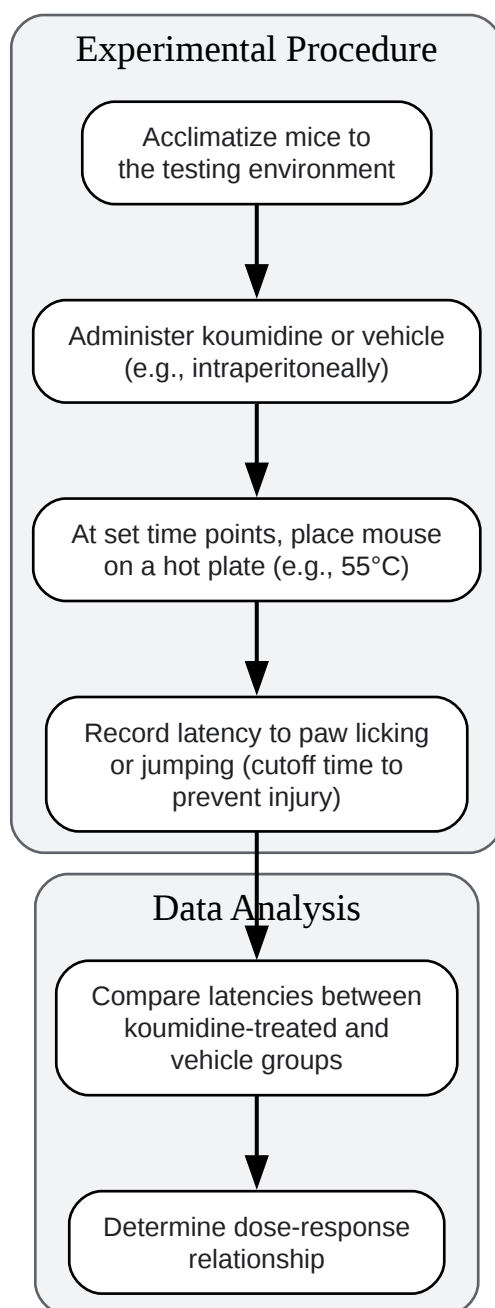 Experimental Procedure
Acclimatize mice to
the testing environment
Administer koumidine or vehicle
(e.g., intraperitoneally)
At set time points, place mouse
on a hot plate (e.g., 55°C)
Record latency to paw licking
or jumping (cutoff time to
prevent injury)
Data Analysis
Compare latencies between
koumidine-treated and
vehicle groups
Determine dose-response
relationship